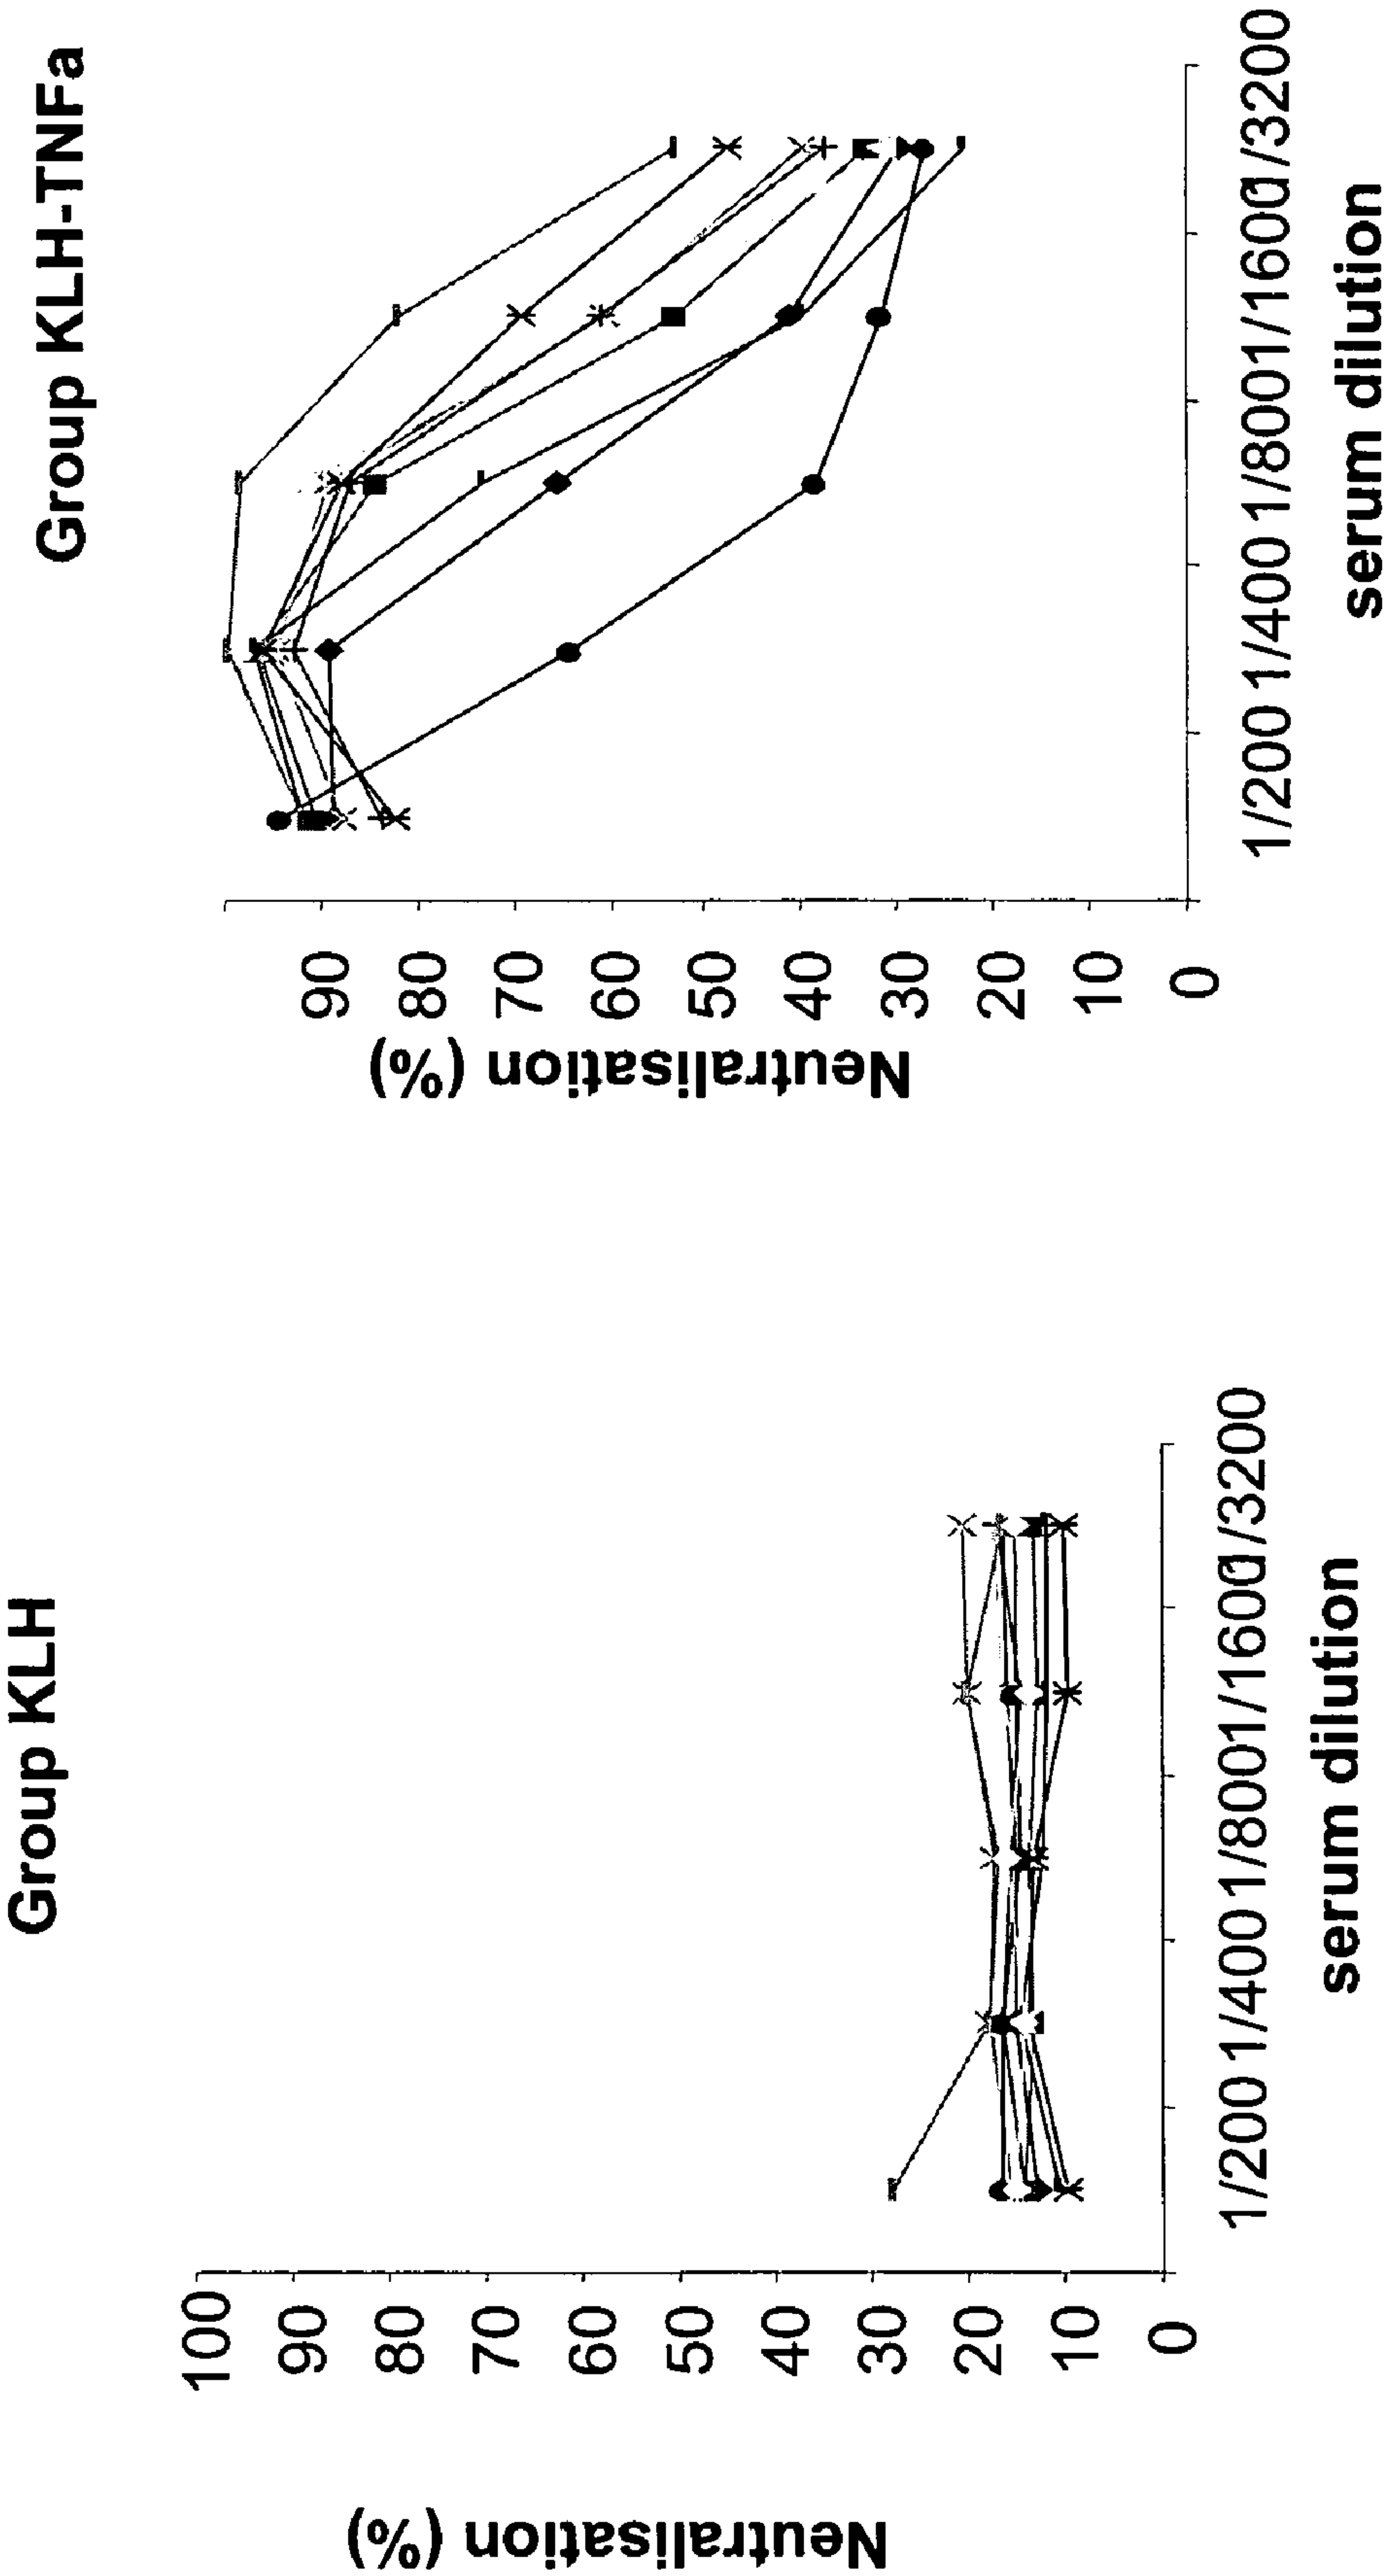 Group KLH
Neutralisation (%)
100
90
80
70
60
50
40
30
20
10
0
1/200 1/400 1/800 1/1600 1/3200
serum dilution
Group KLH-TNFa
Neutralisation (%)
90
80
70
60
50
40
30
20
10
0
1/200 1/400 1/800 1/1600 1/3200
serum dilution